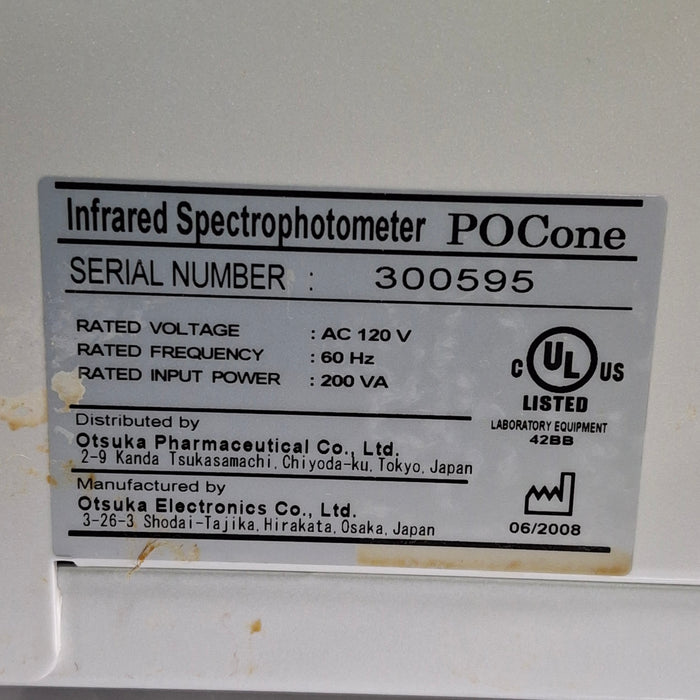 Infrared Spectrophotometer POCone
SERIAL NUMBER : 300595
RATED VOLTAGE : AC 120 V
RATED FREQUENCY : 60 Hz
RATED INPUT POWER : 200 VA
C UL US
LISTED
LABORATORY EQUIPMENT
42BB
Distributed by
Otsuka Pharmaceutical Co., Ltd.
2-9 Kanda Tsukasamachi, Chiyoda-ku, Tokyo, Japan
Manufactured by
Otsuka Electronics Co., Ltd.
3-26-3 Shodai-Tajika, Hirakata, Osaka, Japan
06/2008